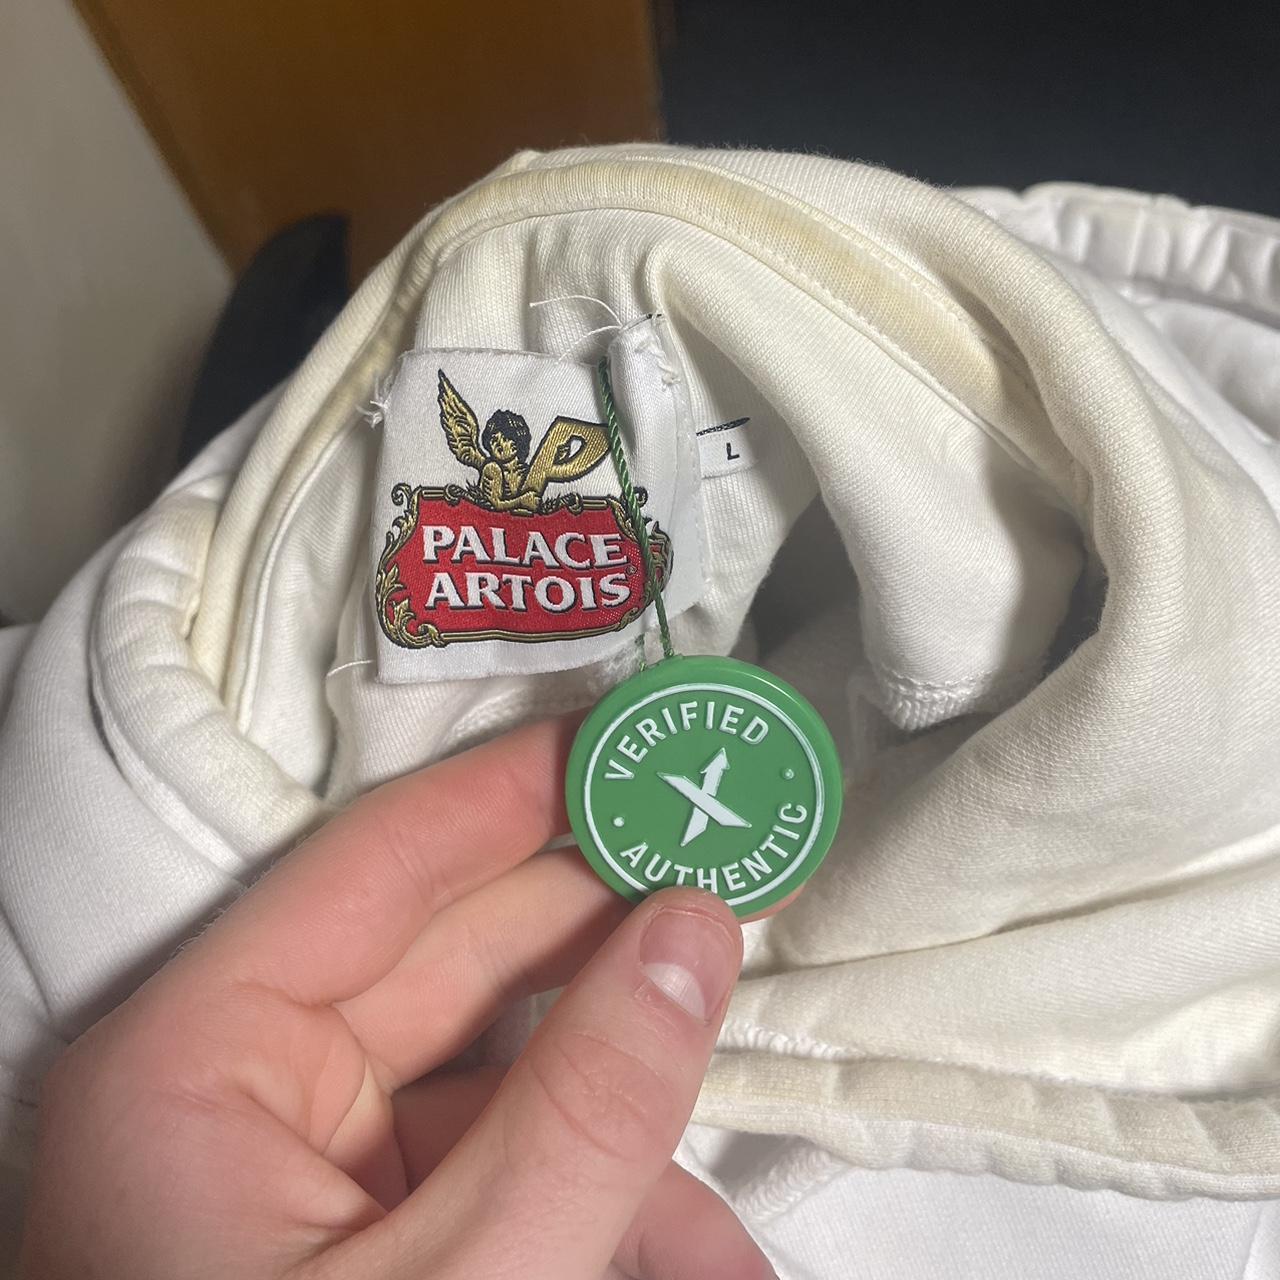 P
PALACE
ARTOIS
L
VERIFIED
X
AUTHENTIC